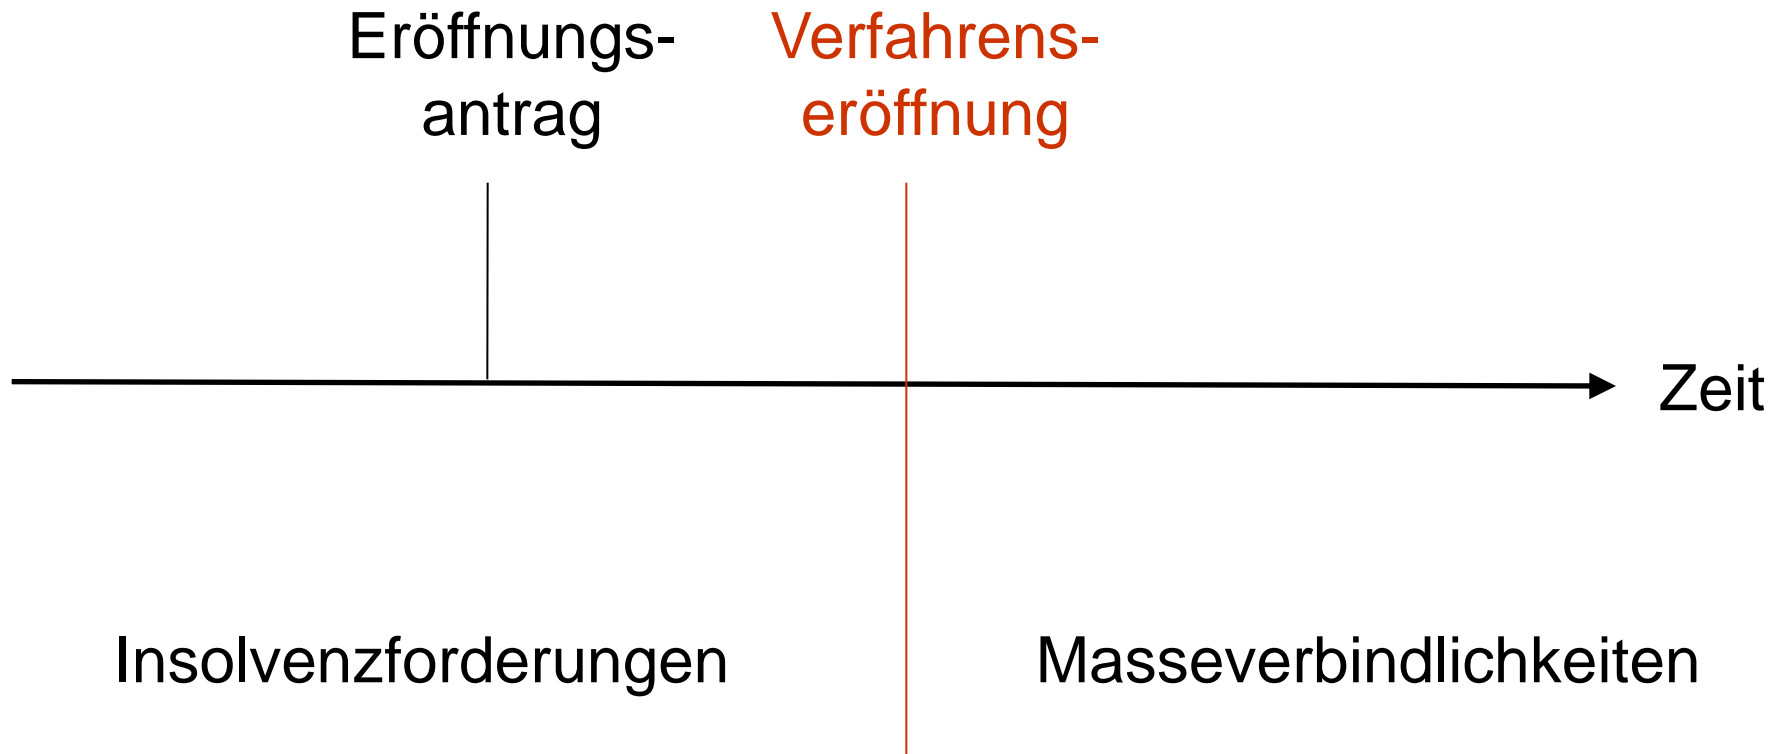 Eröffnungs-
antrag
Verfahrens-
eröffnung
Zeit
Insolvenzforderungen
Masseverbindlichkeiten